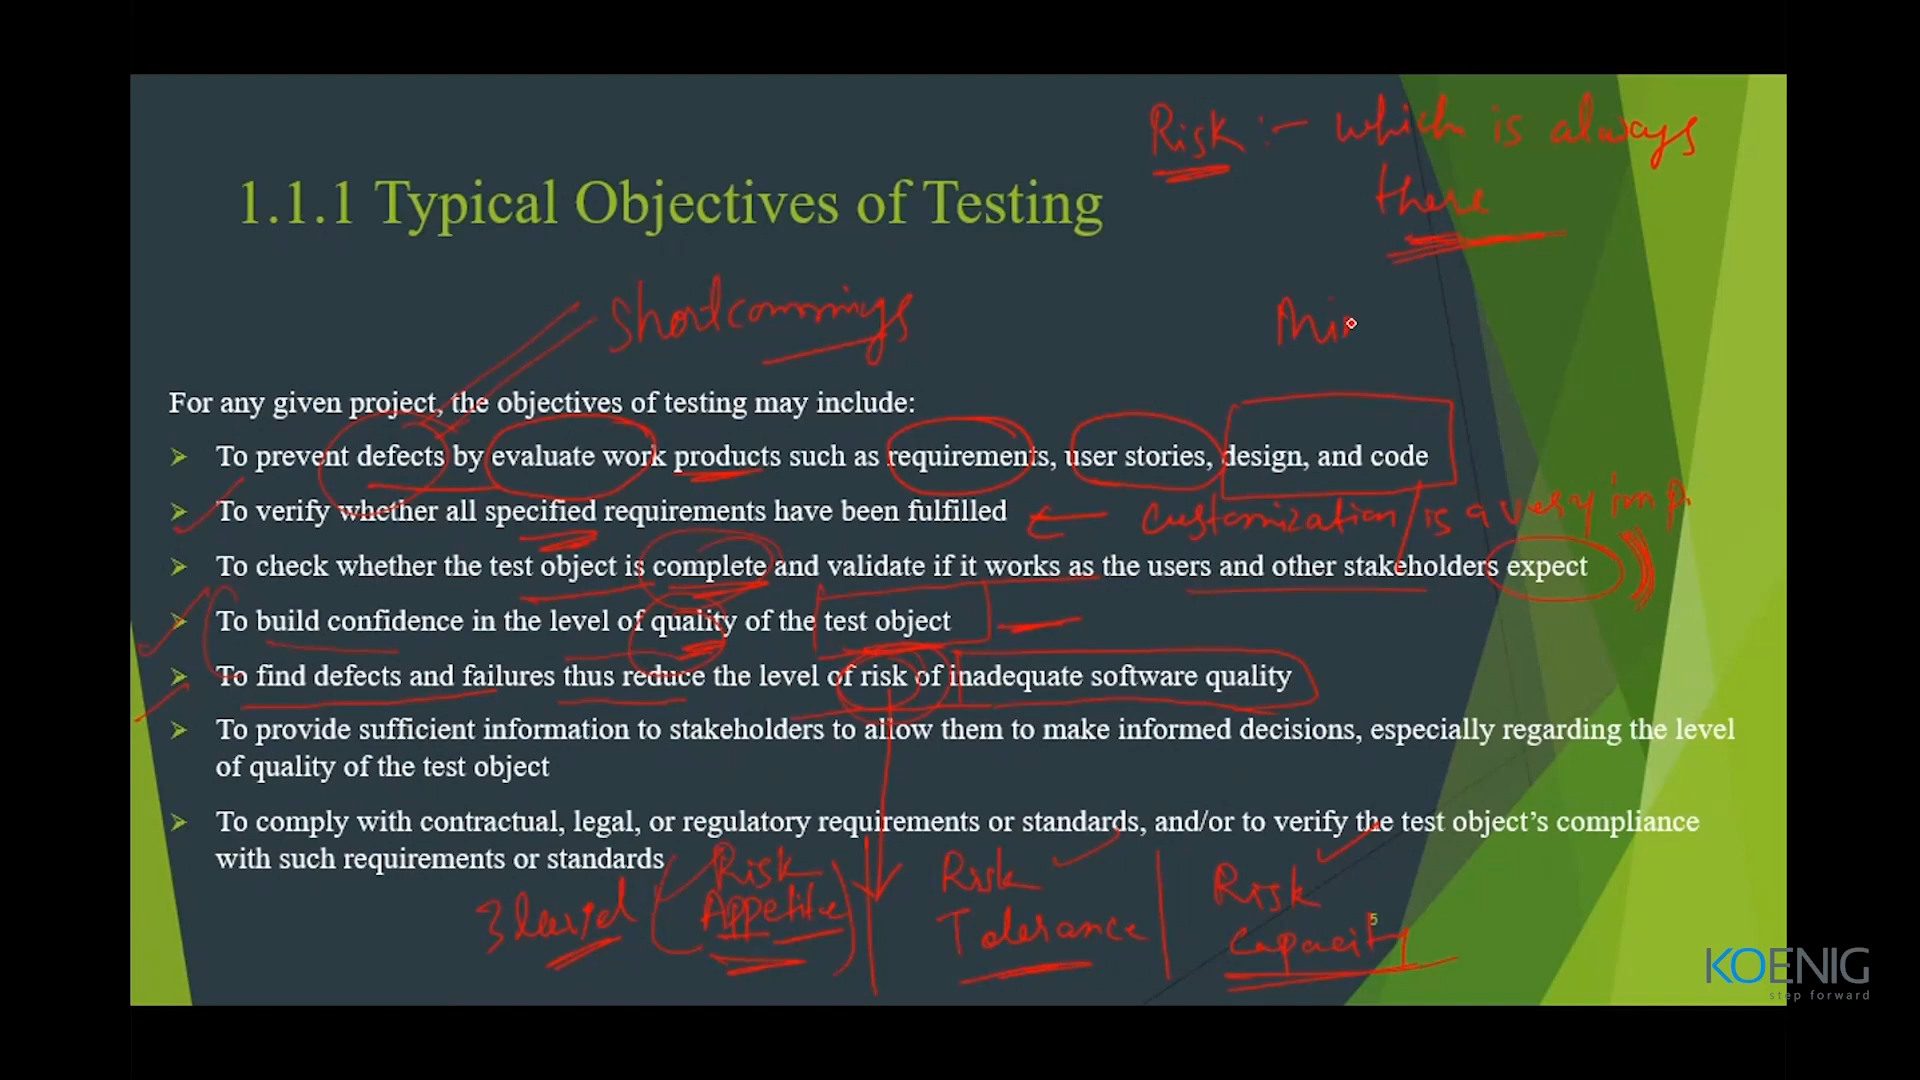 Risk :- which is always
there
1.1.1 Typical Objectives of Testing
Shortcommings
Mi
For any given project, the objectives of testing may include:
To prevent defects by evaluate work products such as requirements, user stories, design, and code
To verify whether all specified requirements have been fulfilled
customization is a very imp.
To check whether the test object is complete and validate if it works as the users and other stakeholders expect
To build confidence in the level of quality of the test object
To find defects and failures thus reduce the level of risk of inadequate software quality
To provide sufficient information to stakeholders to allow them to make informed decisions, especially regarding the level
of quality of the test object
To comply with contractual, legal, or regulatory requirements or standards, and/or to verify the test object’s compliance
with such requirements or standards
3 level
Risk
Appetite
Risk
Tolerance
Risk
capacity
5
KOENIG
step forward